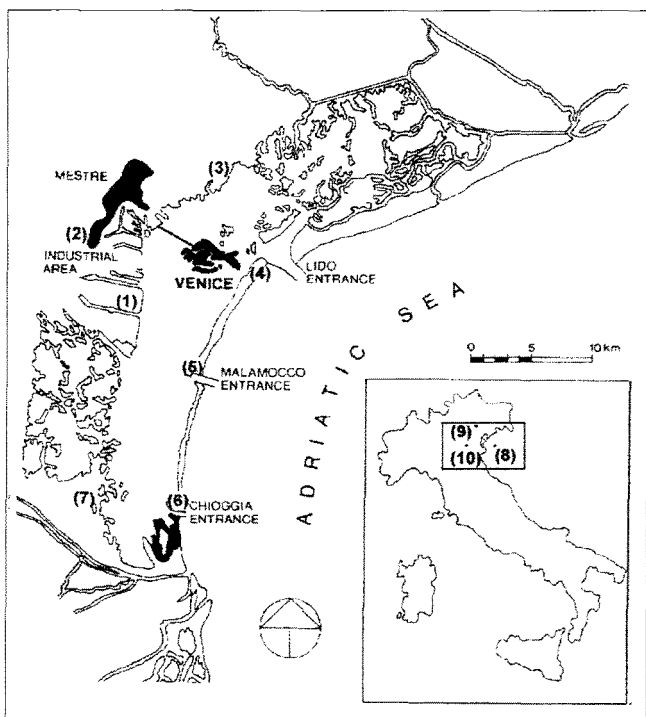 MESTRE
(3)
(2)
INDUSTRIAL
AREA
VENICE
(4)
LIDO
ENTRANCE
(1)
ADRIATIC SEA
0 5 10 km
(5)
MALAMOCCO
ENTRANCE
(9)
(10)
(8)
(7)
(6)
CHIOGGIA
ENTRANCE